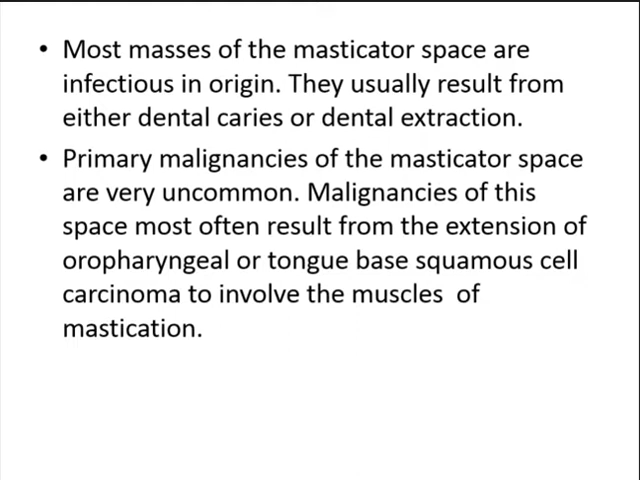 • Most masses of the masticator space are
infectious in origin. They usually result from
either dental caries or dental extraction.
• Primary malignancies of the masticator space
are very uncommon. Malignancies of this
space most often result from the extension of
oropharyngeal or tongue base squamous cell
carcinoma to involve the muscles of
mastication.